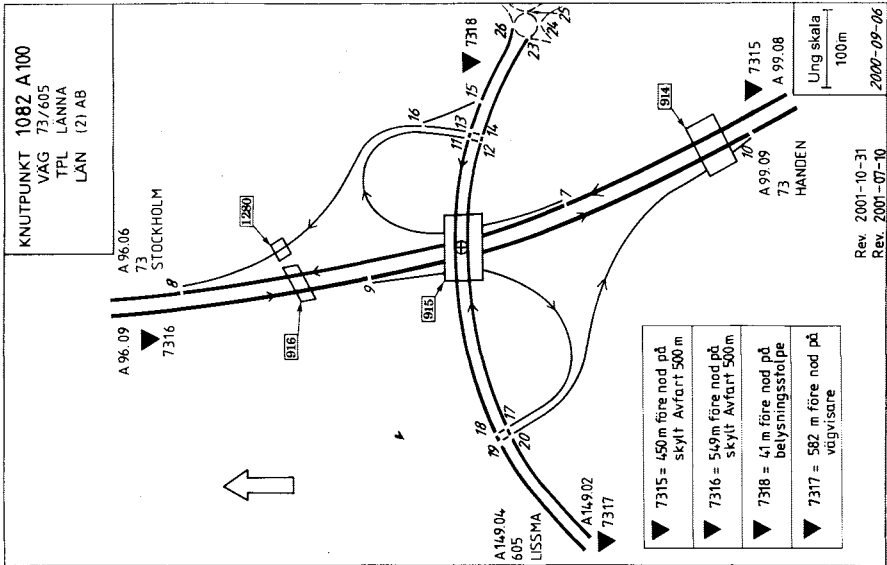 KNUTPUNKT 1082 A100
VÄG 73/605
TPL LÄNNA
LÄN (2) AB
A 96.06
73
STOCKHOLM
A 96.09
7316
8
1280
916
9
915
7318
26
25
24
23
16
15
13
11
14
12
7
914
10
A 99.09
73
HANDEN
7315
A 99.08
18
19
17
20
A149.04
605
LISSMA
A149.02
7317
7315 = 450m före nod på
skylt Avfart 500 m
7316 = 549m före nod på
skylt Avfart 500m
7318 = 41 m före nod på
belysningsstolpe
7317 = 582 m före nod på
vägvisare
Rev. 2001-10-31
Rev. 2001-07-10
Ung skala
100m
2000-09-06